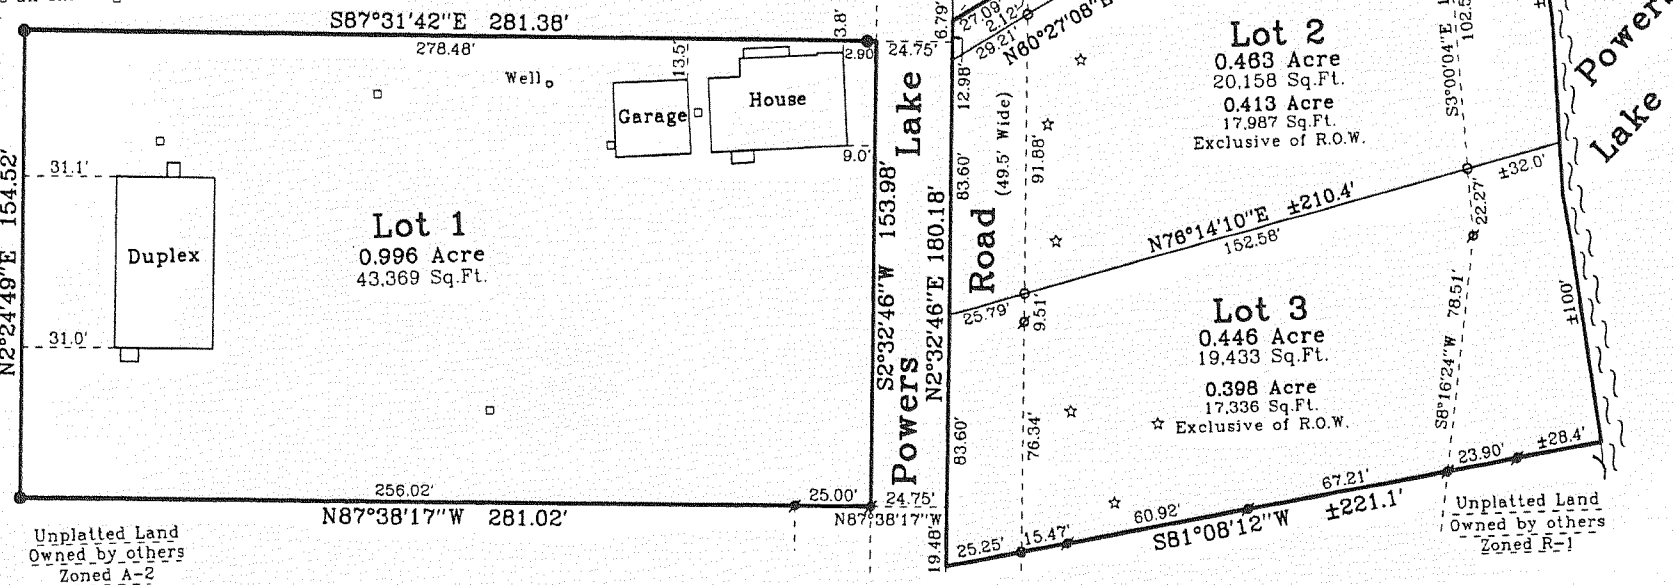 S87°31'42"E 281.38'
278.48'
13.5'
3.8'
2.90
24.75'
6.79'
27.09'
2.12'
29.21'
N60°27'08"E
Well
Garage
House
9.0'
Duplex
31.1'
31.0'
N2°24'49"E 154.52'
Lot 1
0.996 Acre
43,369 Sq.Ft.
S2°32'46"W 153.98'
256.02'
25.00'
24.75'
N87°38'17"W 281.02'
N87°38'17"W
Unplatted Land
Owned by others
Zoned A-2
Powers Lake
Road
(49.5' Wide)
N2°32'46"E 180.18'
12.98'
83.60'
83.60'
19.48'
91.88'
9.51'
76.34'
25.79'
Lot 2
0.463 Acre
20,158 Sq.Ft.
0.413 Acre
17,987 Sq.Ft.
Exclusive of R.O.W.
S3°00'04"E
102.5
N76°14'10"E ±210.4'
152.58'
±32.0'
22.27'
Lot 3
0.446 Acre
19,433 Sq.Ft.
0.398 Acre
17,336 Sq.Ft.
Exclusive of R.O.W.
S8°16'24"W 78.51'
±100'
Powers
Lake
25.25'
15.47'
60.92'
67.21'
23.90'
±28.4'
S81°08'12"W ±221.1'
Unplatted Land
Owned by others
Zoned R-1